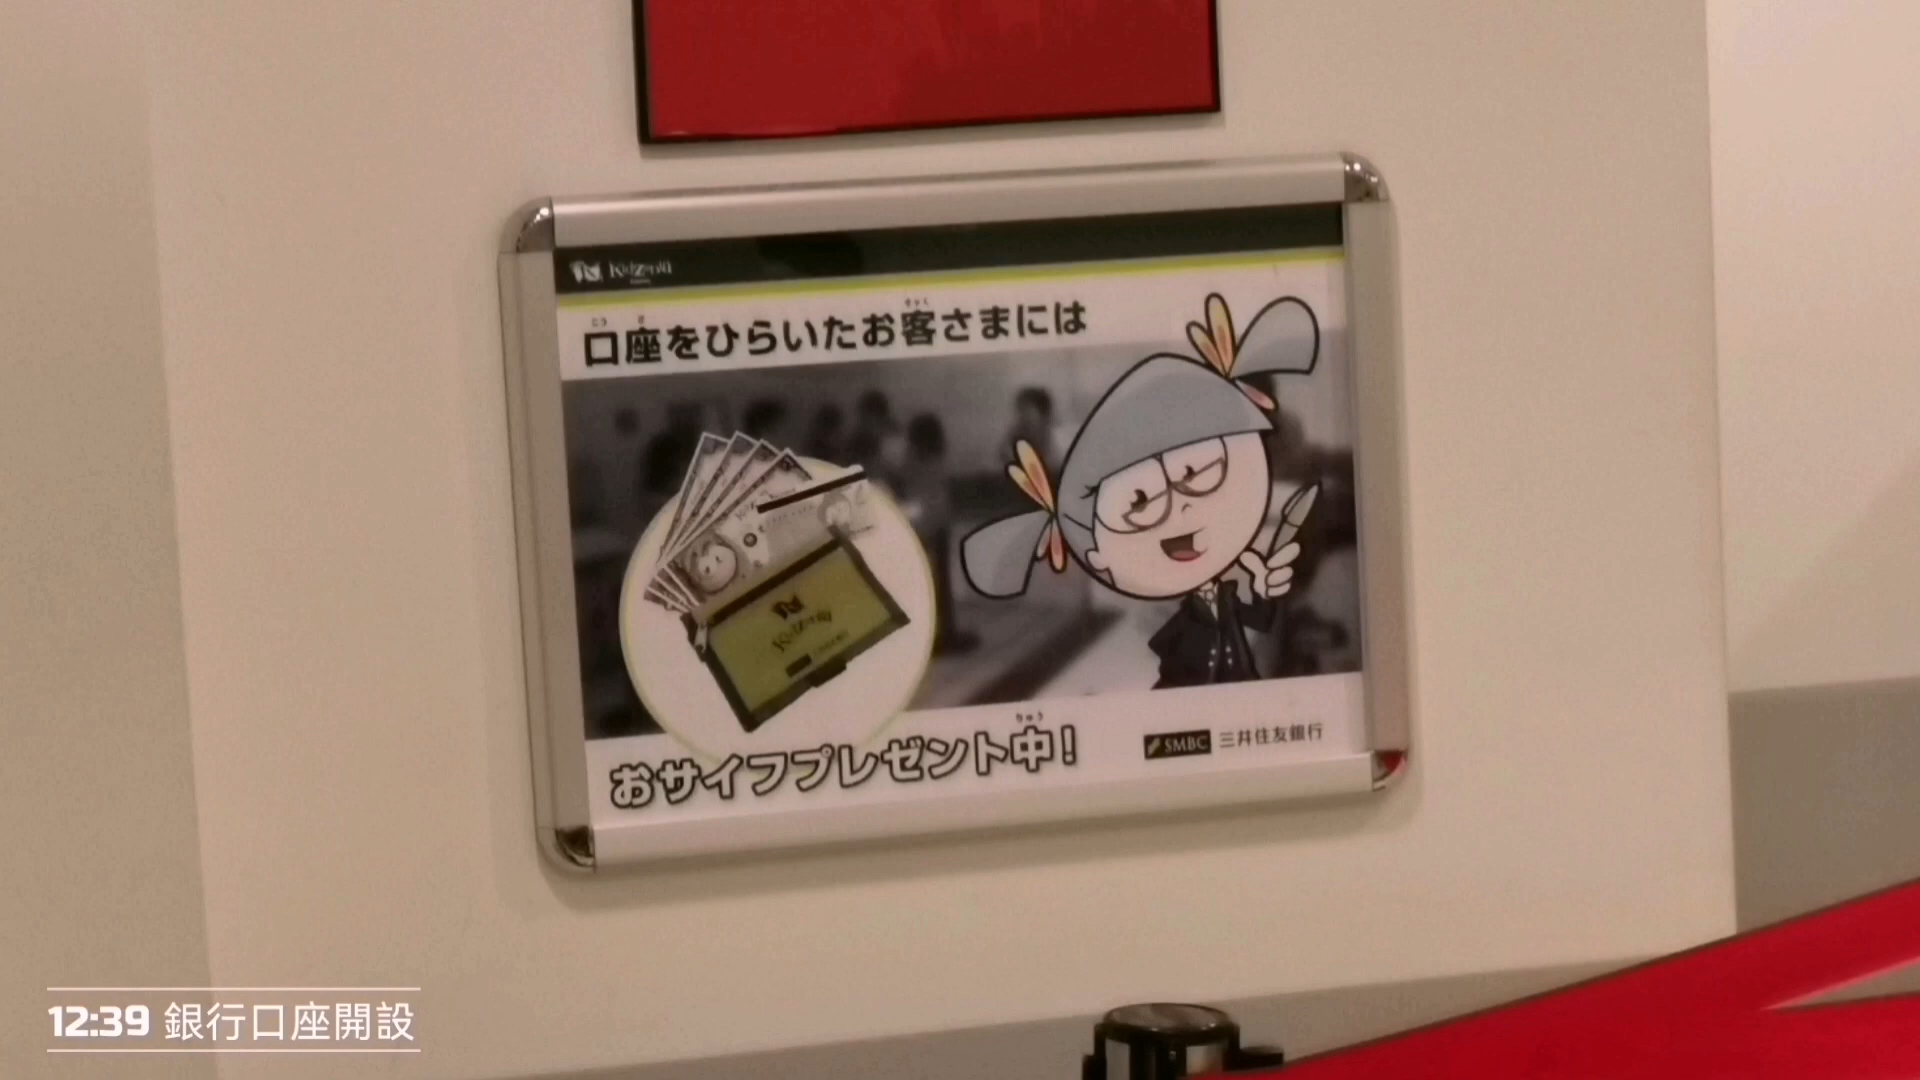 KidZania
口座をひらいたお客さまには
KidZania
おサイフプレゼント中!
SMBC 三井住友銀行
12:39 銀行口座開設